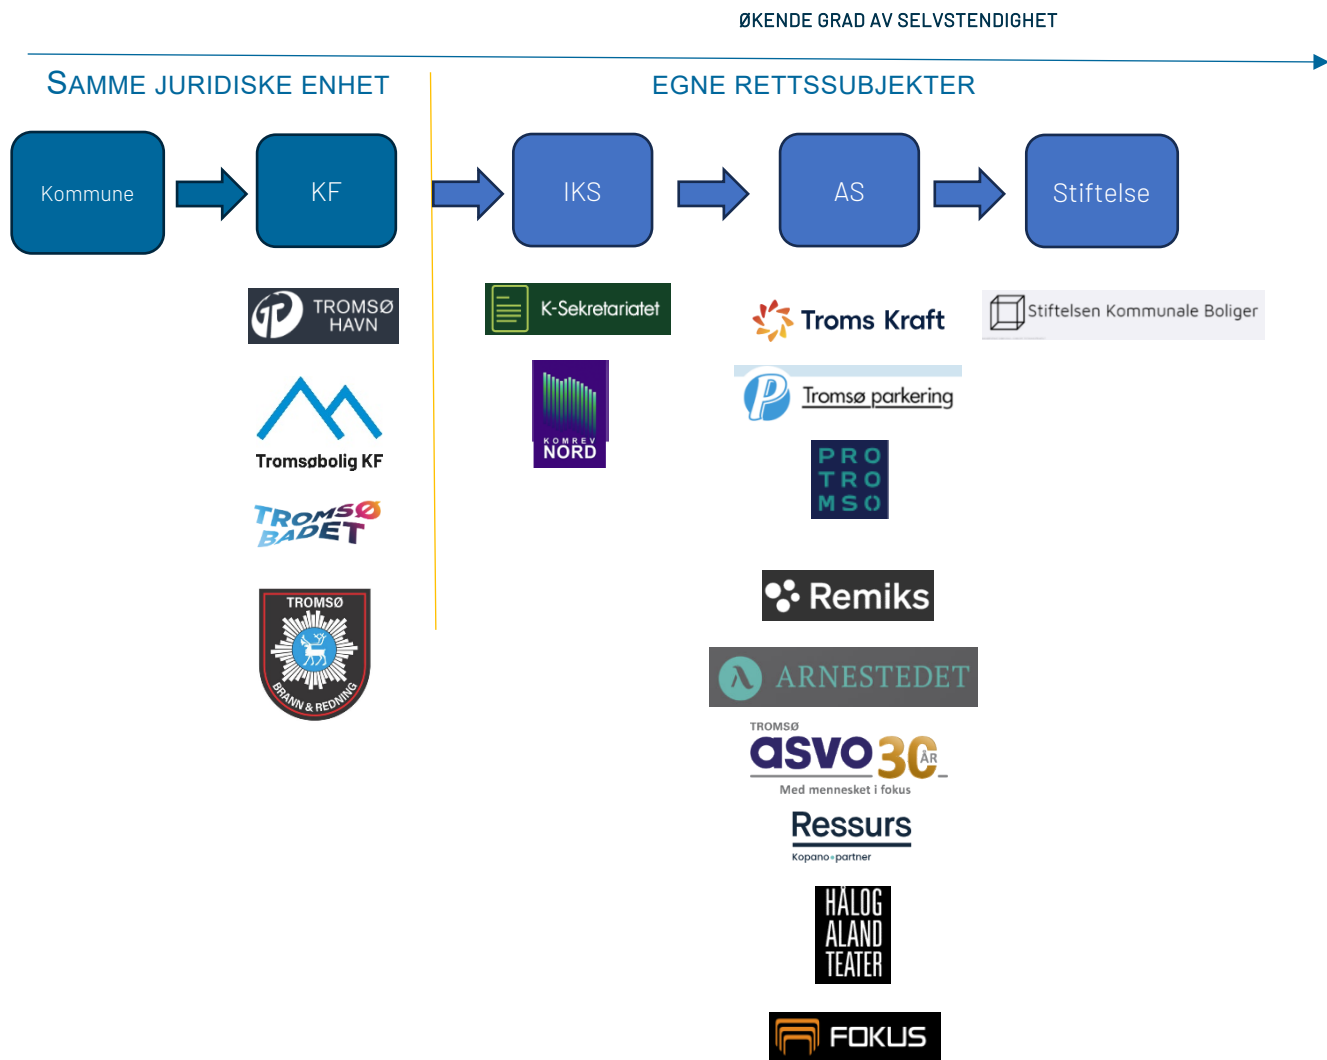 ØKENDE GRAD AV SELVSTENDIGHET
SAMME JURIDISKE ENHET
EGNE RETTSSUBJEKTER
Kommune
KF
IKS
AS
Stiftelse
TROMSØ
HAVN
Tromsøbolig KF
TROMSØ
BADET
TROMSØ
BRANN & REDNING
K-Sekretariatet
KOMREV
NORD
Troms Kraft
P
Tromsø parkering
PRO
TRO
MSO
Remiks
ARNESTEDET
TROMSØ
asvo 30 ÅR
Med mennesket i fokus
Ressurs
Kopano partner
HÅLOG
ALAND
TEATER
FOKUS
Stiftelsen Kommunale Boliger